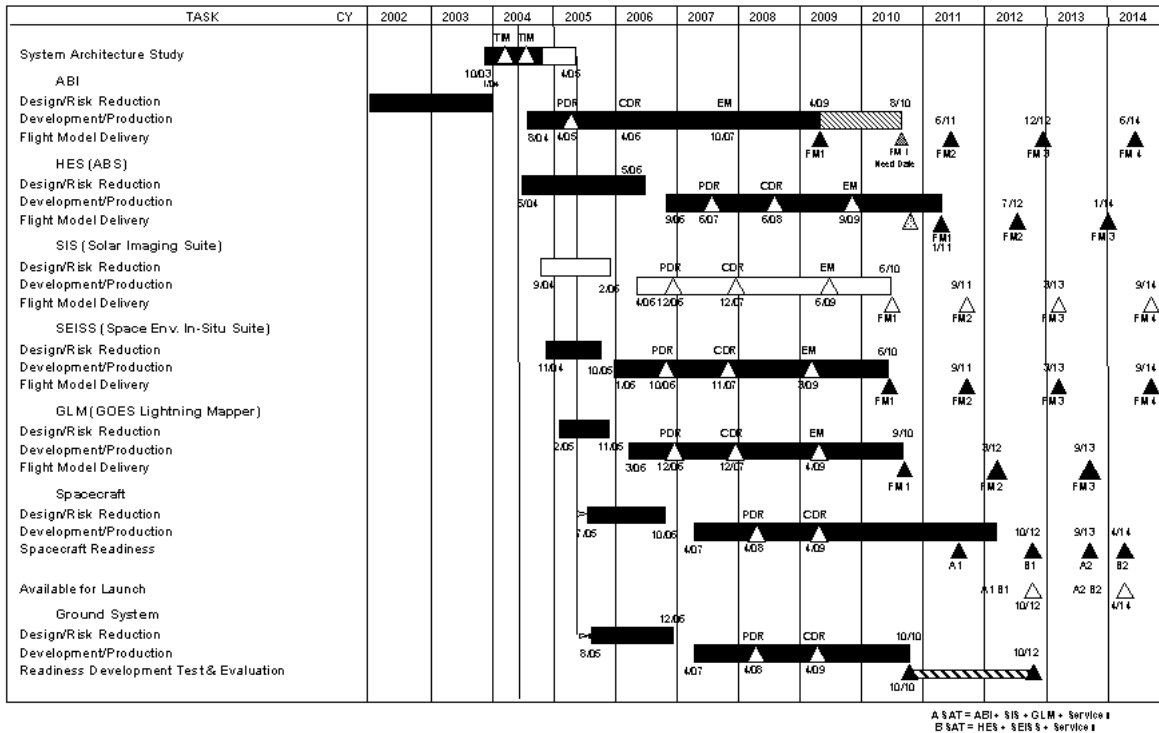 TASK CY 2002 2003 2004 2005 2006 2007 2008 2009 2010 2011 2012 2013 2014
TIM TIM
System Architecture Study
10/03 1/04 4/05
ABI
Design/Risk Reduction
PDR CDR EM 4/09 8/10
Development/Production
6/11 12/12 6/14
8/04 4/05 4/06 10/07
Flight Model Delivery
FM1 FM 1 FM2 FM 3 FM 4
Need Date
HES (ABS)
5/06
Design/Risk Reduction
PDR CDR EM
5/04
Development/Production
7/12 1/14
Flight Model Delivery
9/06 6/07 6/08 9/09
FM1 FM2 FM 3
1/11
SIS (Solar Imaging Suite)
Design/Risk Reduction
PDR CDR EM 6/10
9/04 2/06
Development/Production
9/11 3/13 9/14
4/06 12/06 12/07 6/09
Flight Model Delivery
FM1 FM2 FM 3 FM 4
SEISS (Space Env. In-Situ Suite)
Design/Risk Reduction
PDR CDR EM 6/10
11/04 10/05
Development/Production
9/11 3/13 9/14
1/06 10/06 11/07 3/09
Flight Model Delivery
FM1 FM2 FM 3 FM 4
GLM (GOES Lightning Mapper)
Design/Risk Reduction
PDR CDR EM 9/10
2/05 11/05
Development/Production
3/12 9/13
3/06 12/06 12/07 4/09
Flight Model Delivery
FM 1 FM 2 FM 3
Spacecraft
Design/Risk Reduction
PDR CDR
7/05 10/06
Development/Production
10/12 9/13 4/14
4/07 4/08 4/09
Spacecraft Readiness
A1 B1 A2 B2
Available for Launch
A1 B1 A2 B2
10/12 4/14
Ground System
12/06
Design/Risk Reduction
PDR CDR 10/10
8/05
Development/Production
10/12
4/07 4/08 4/09
Readiness Development Test & Evaluation
10/10
A SAT = ABI + SIS + GLM + Service
B SAT = HES + SEISS + Service